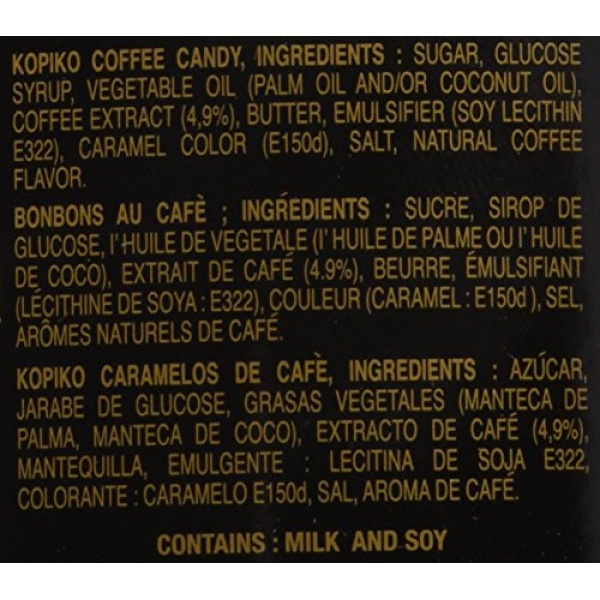 KOPIKO COFFEE CANDY, INGREDIENTS : SUGAR, GLUCOSE
SYRUP, VEGETABLE OIL (PALM OIL AND/OR COCONUT OIL),
COFFEE EXTRACT (4,9%), BUTTER, EMULSIFIER (SOY LECITHIN
E322), CARAMEL COLOR (E150d), SALT, NATURAL COFFEE
FLAVOR.
BONBONS AU CAFÈ ; INGŔEDIENTS : SUCRE, SIROP DE
GLUCOSE, I' HUILE DE VEGETALE (I' HUILE DE PALME OU I' HUILE
DE COCO), EXTRAIT DE CAFÉ (4.9%), BEURRE, ÉMULSIFIANT
(LÉCITHINE DE SOYA : E322), COULEUR (CARAMEL : E150d ), SEL,
ARÔMES NATURELS DE CAFÉ.
KOPIKO CARAMELOS DE CAFÈ, INGREDIENTS : AZÚCAR,
JARABE DE GLUCOSE, GRASAS VEGETALES (MANTECA DE
PALMA, MANTECA DE COCO), EXTRACTO DE CAFÉ (4,9%),
MANTEQUILLA, EMULGENTE : LECITINA DE SOJA E322,
COLORANTE : CARAMELO E150d, SAL, AROMA DE CAFÉ.
CONTAINS : MILK AND SOY